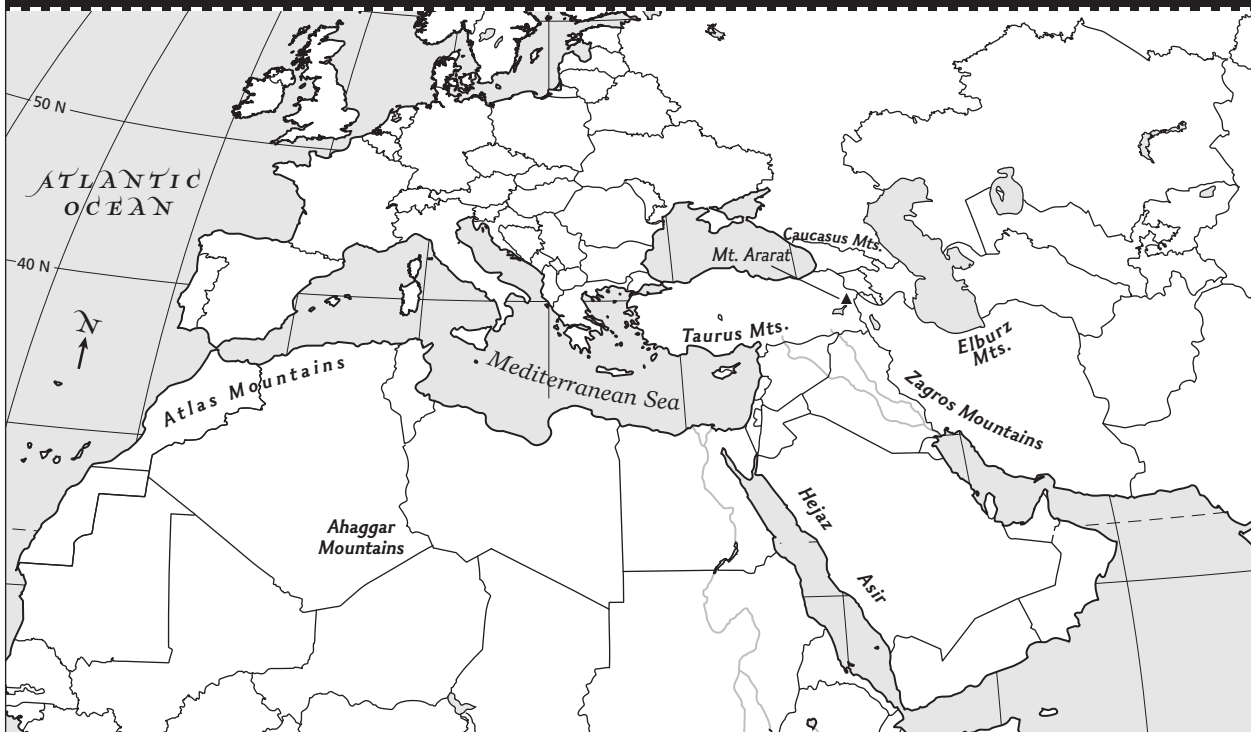 50 N
ATLANTIC
OCEAN
40 N
N
Caucasus Mts.
Mt. Ararat
Taurus Mts.
Elburz
Mts.
Mediterranean Sea
Atlas Mountains
Zagros Mountains
Hejaz
Ahaggar
Mountains
Asir